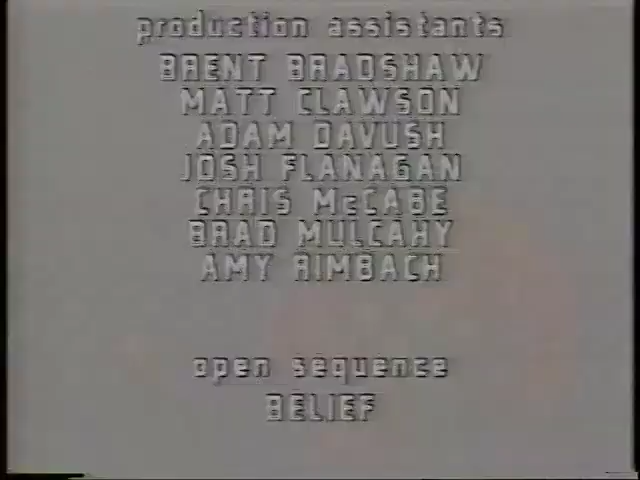 production assistants
BRENT BRADSHAW
MATT CLAWSON
ADAM DAVUSH
JOSH FLANAGAN
CHRIS McCABE
BRAD MULCAHY
AMY RIMBACH
open sequence
BELIEF